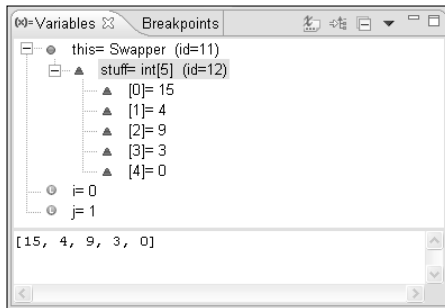 (x)= Variables Breakpoints
this= Swapper (id=11)
stuff= int[5] (id=12)
[0]= 15
[1]= 4
[2]= 9
[3]= 3
[4]= 0
i= 0
j= 1
[15, 4, 9, 3, 0]